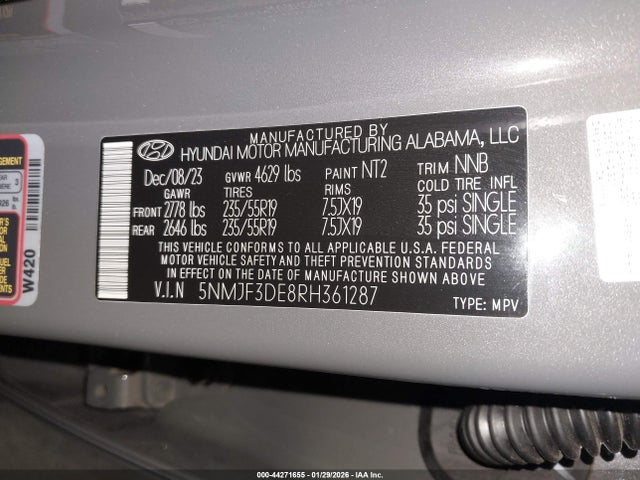 MANUFACTURED BY
HYUNDAI MOTOR MANUFACTURING ALABAMA, LLC
Dec/08/23 GVWR 4629 lbs PAINT NT2 TRIM NNB
GAWR TIRES RIMS COLD TIRE INFL
FRONT 2778 lbs 235/55R19 7.5JX19 35 psi SINGLE
REAR 2646 lbs 235/55R19 7.5JX19 35 psi SINGLE
THIS VEHICLE CONFORMS TO ALL APPLICABLE U.S.A. FEDERAL
MOTOR VEHICLE SAFETY AND THEFT PREVENTION STANDARDS
IN EFFECT ON THE DATE OF MANUFACTURE SHOWN ABOVE.
V.I.N 5NMJF3DE8RH361287
TYPE: MPV
W420
000-44271655 - 01/29/2026 - IAA Inc.